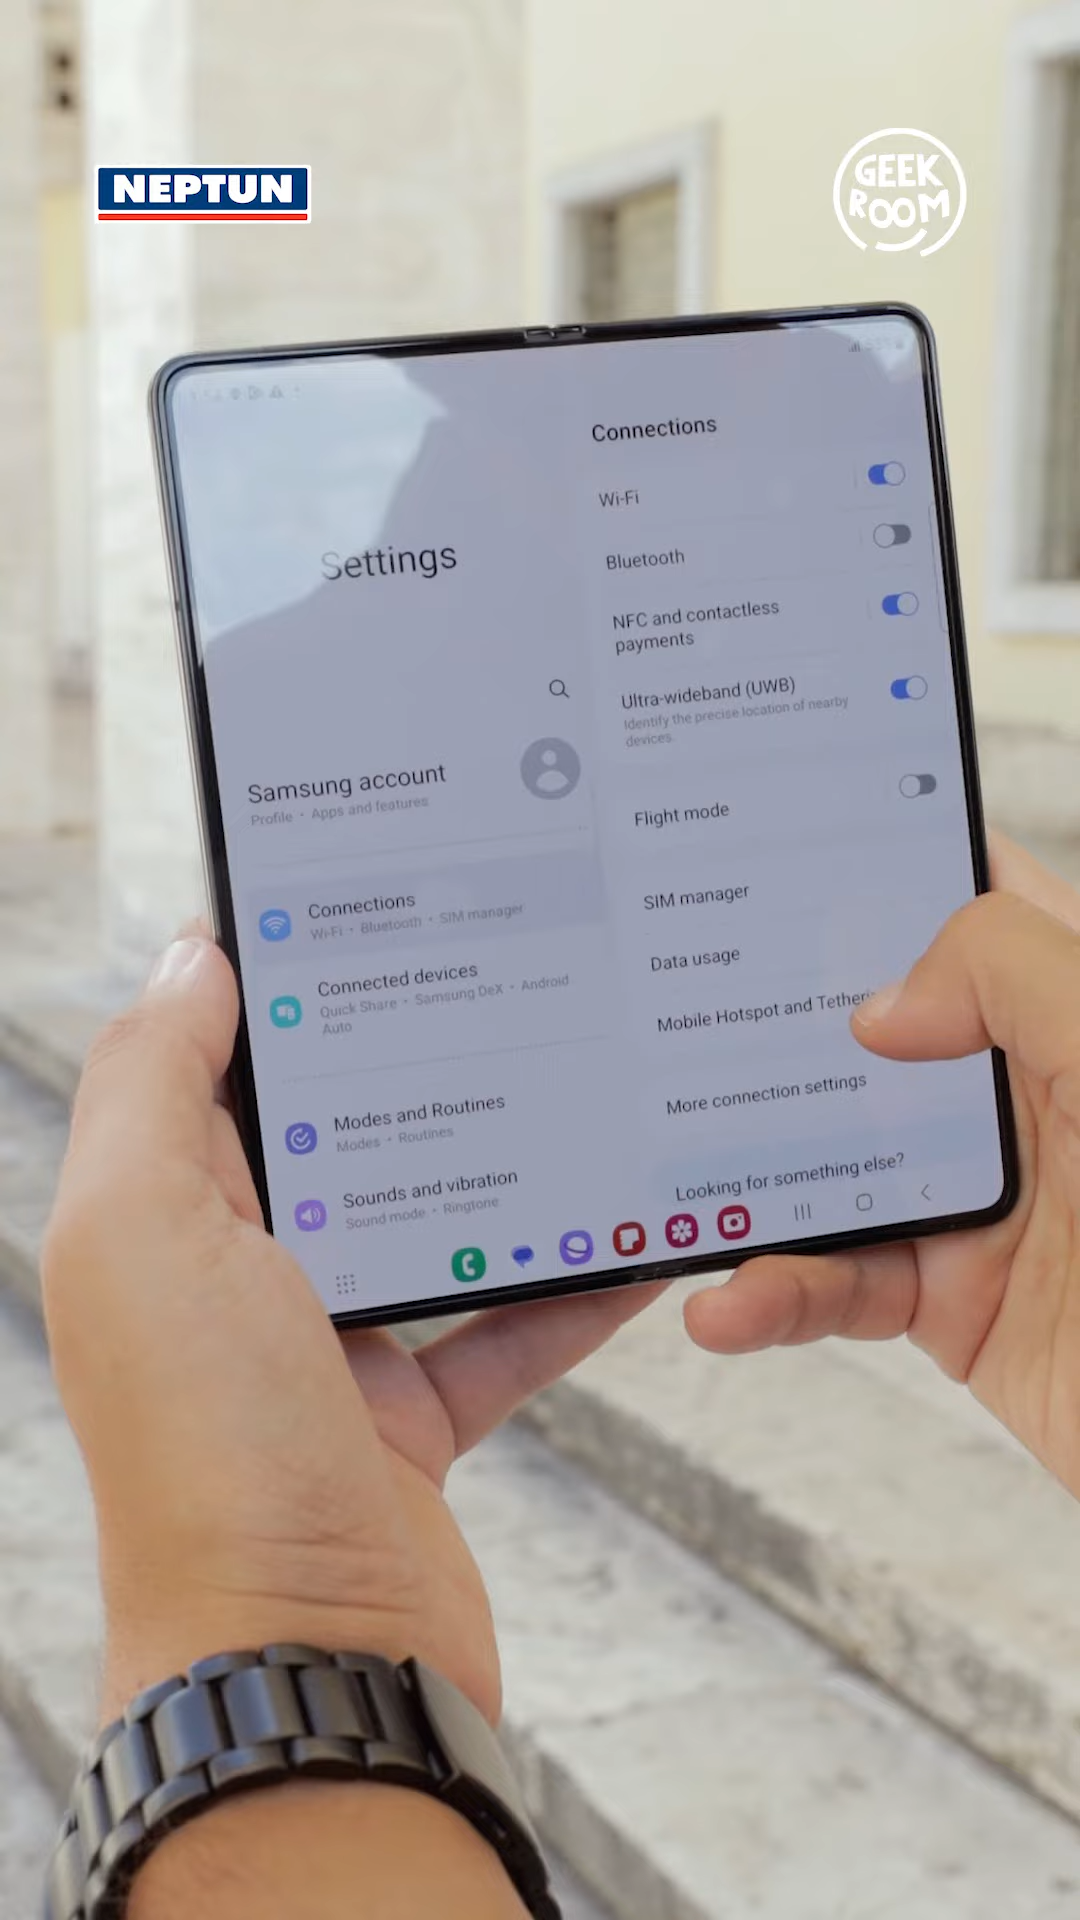 NEPTUN
GEEK
ROOM
Settings
Samsung account
Profile • Apps and features
Connections
Wi-Fi • Bluetooth • SIM manager
Connected devices
Quick Share • Samsung DeX • Android
Auto
Modes and Routines
Modes • Routines
Sounds and vibration
Sound mode • Ringtone
Connections
Wi-Fi
Bluetooth
NFC and contactless
payments
Ultra-wideband (UWB)
Identify the precise location of nearby
devices.
Flight mode
SIM manager
Data usage
Mobile Hotspot and Tetheri
More connection settings
Looking for something else?